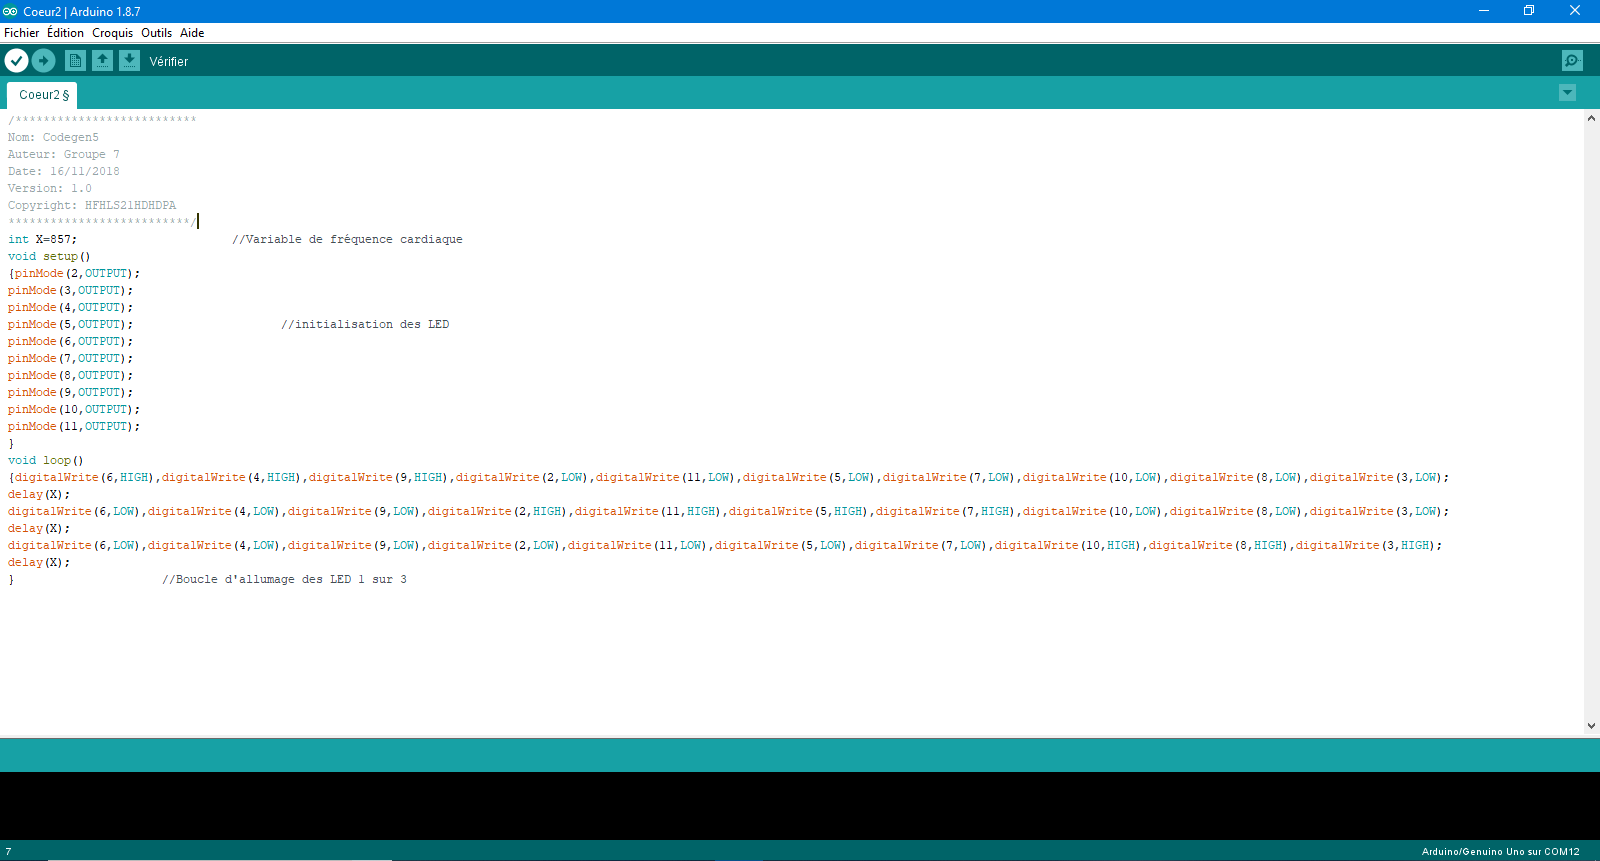 Coeur2 | Arduino 1.8.7
Fichier Édition Croquis Outils Aide
Vérifier
Coeur2 §
/**************************
Nom: Codegen5
Auteur: Groupe 7
Date: 16/11/2018
Version: 1.0
Copyright: HFHLS21HDHDPA
**************************/
int X=857; //Variable de fréquence cardiaque
void setup()
{pinMode(2,OUTPUT);
pinMode(3,OUTPUT);
pinMode(4,OUTPUT);
pinMode(5,OUTPUT); //initialisation des LED
pinMode(6,OUTPUT);
pinMode(7,OUTPUT);
pinMode(8,OUTPUT);
pinMode(9,OUTPUT);
pinMode(10,OUTPUT);
pinMode(11,OUTPUT);
}
void loop()
{digitalWrite(6,HIGH),digitalWrite(4,HIGH),digitalWrite(9,HIGH),digitalWrite(2,LOW),digitalWrite(11,LOW),digitalWrite(5,LOW),digitalWrite(7,LOW),digitalWrite(10,LOW),digitalWrite(8,LOW),digitalWrite(3,LOW);
delay(X);
digitalWrite(6,LOW),digitalWrite(4,LOW),digitalWrite(9,LOW),digitalWrite(2,HIGH),digitalWrite(11,HIGH),digitalWrite(5,HIGH),digitalWrite(7,HIGH),digitalWrite(10,LOW),digitalWrite(8,LOW),digitalWrite(3,LOW);
delay(X);
digitalWrite(6,LOW),digitalWrite(4,LOW),digitalWrite(9,LOW),digitalWrite(2,LOW),digitalWrite(11,LOW),digitalWrite(5,LOW),digitalWrite(7,LOW),digitalWrite(10,HIGH),digitalWrite(8,HIGH),digitalWrite(3,HIGH);
delay(X);
} //Boucle d'allumage des LED 1 sur 3
7 Arduino/Genuino Uno sur COM12